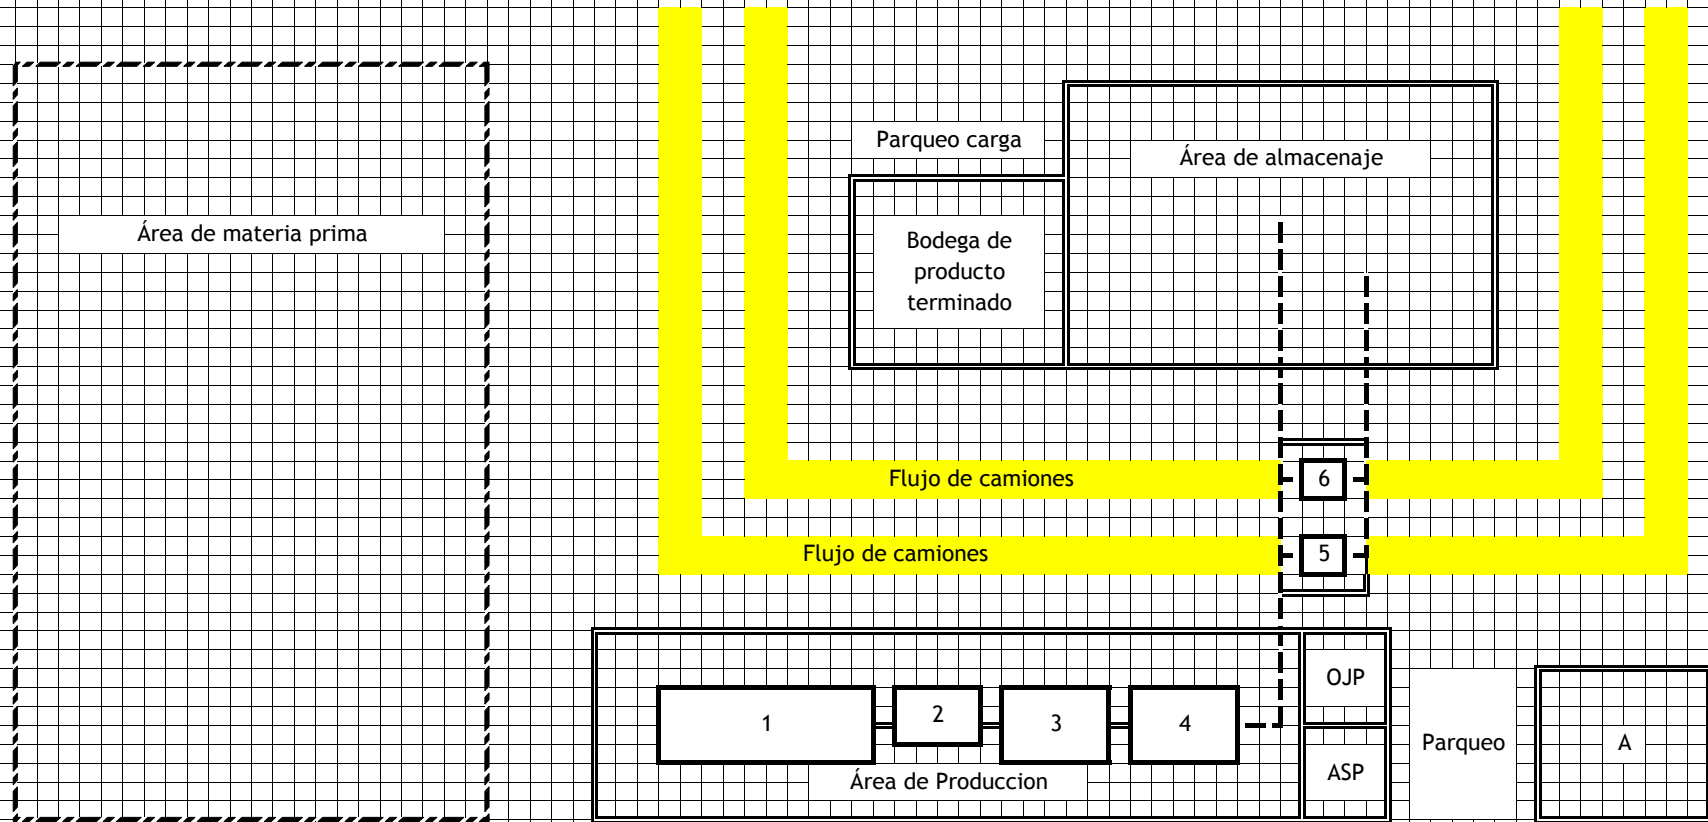 Parqueo carga
Área de almacenaje
Área de materia prima
Bodega de
producto
terminado
Flujo de camiones
6
Flujo de camiones
5
OJP
1
2
3
4
Parqueo
A
ASP
Área de Produccion